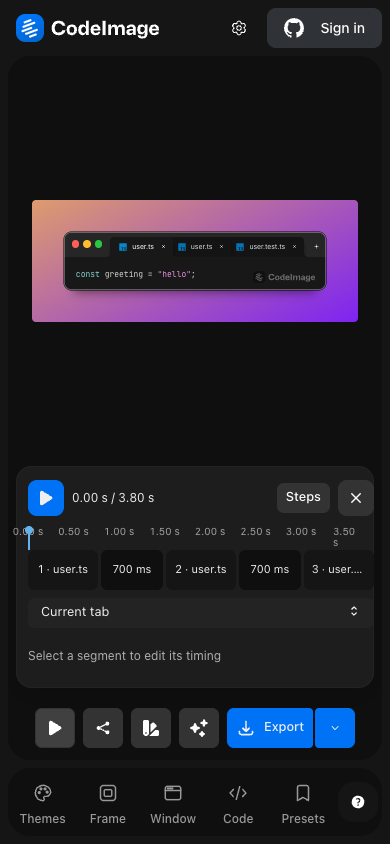 CodeImage
Sign in
user.ts
user.ts
user.test.ts
const greeting = "hello";
CodeImage
0.00 s / 3.80 s
Steps
0.00 s 0.50 s 1.00 s 1.50 s 2.00 s 2.50 s 3.00 s 3.50 s
1 · user.ts
700 ms
2 · user.ts
700 ms
3 · user....
Current tab
Select a segment to edit its timing
Export
Themes
Frame
Window
Code
Presets